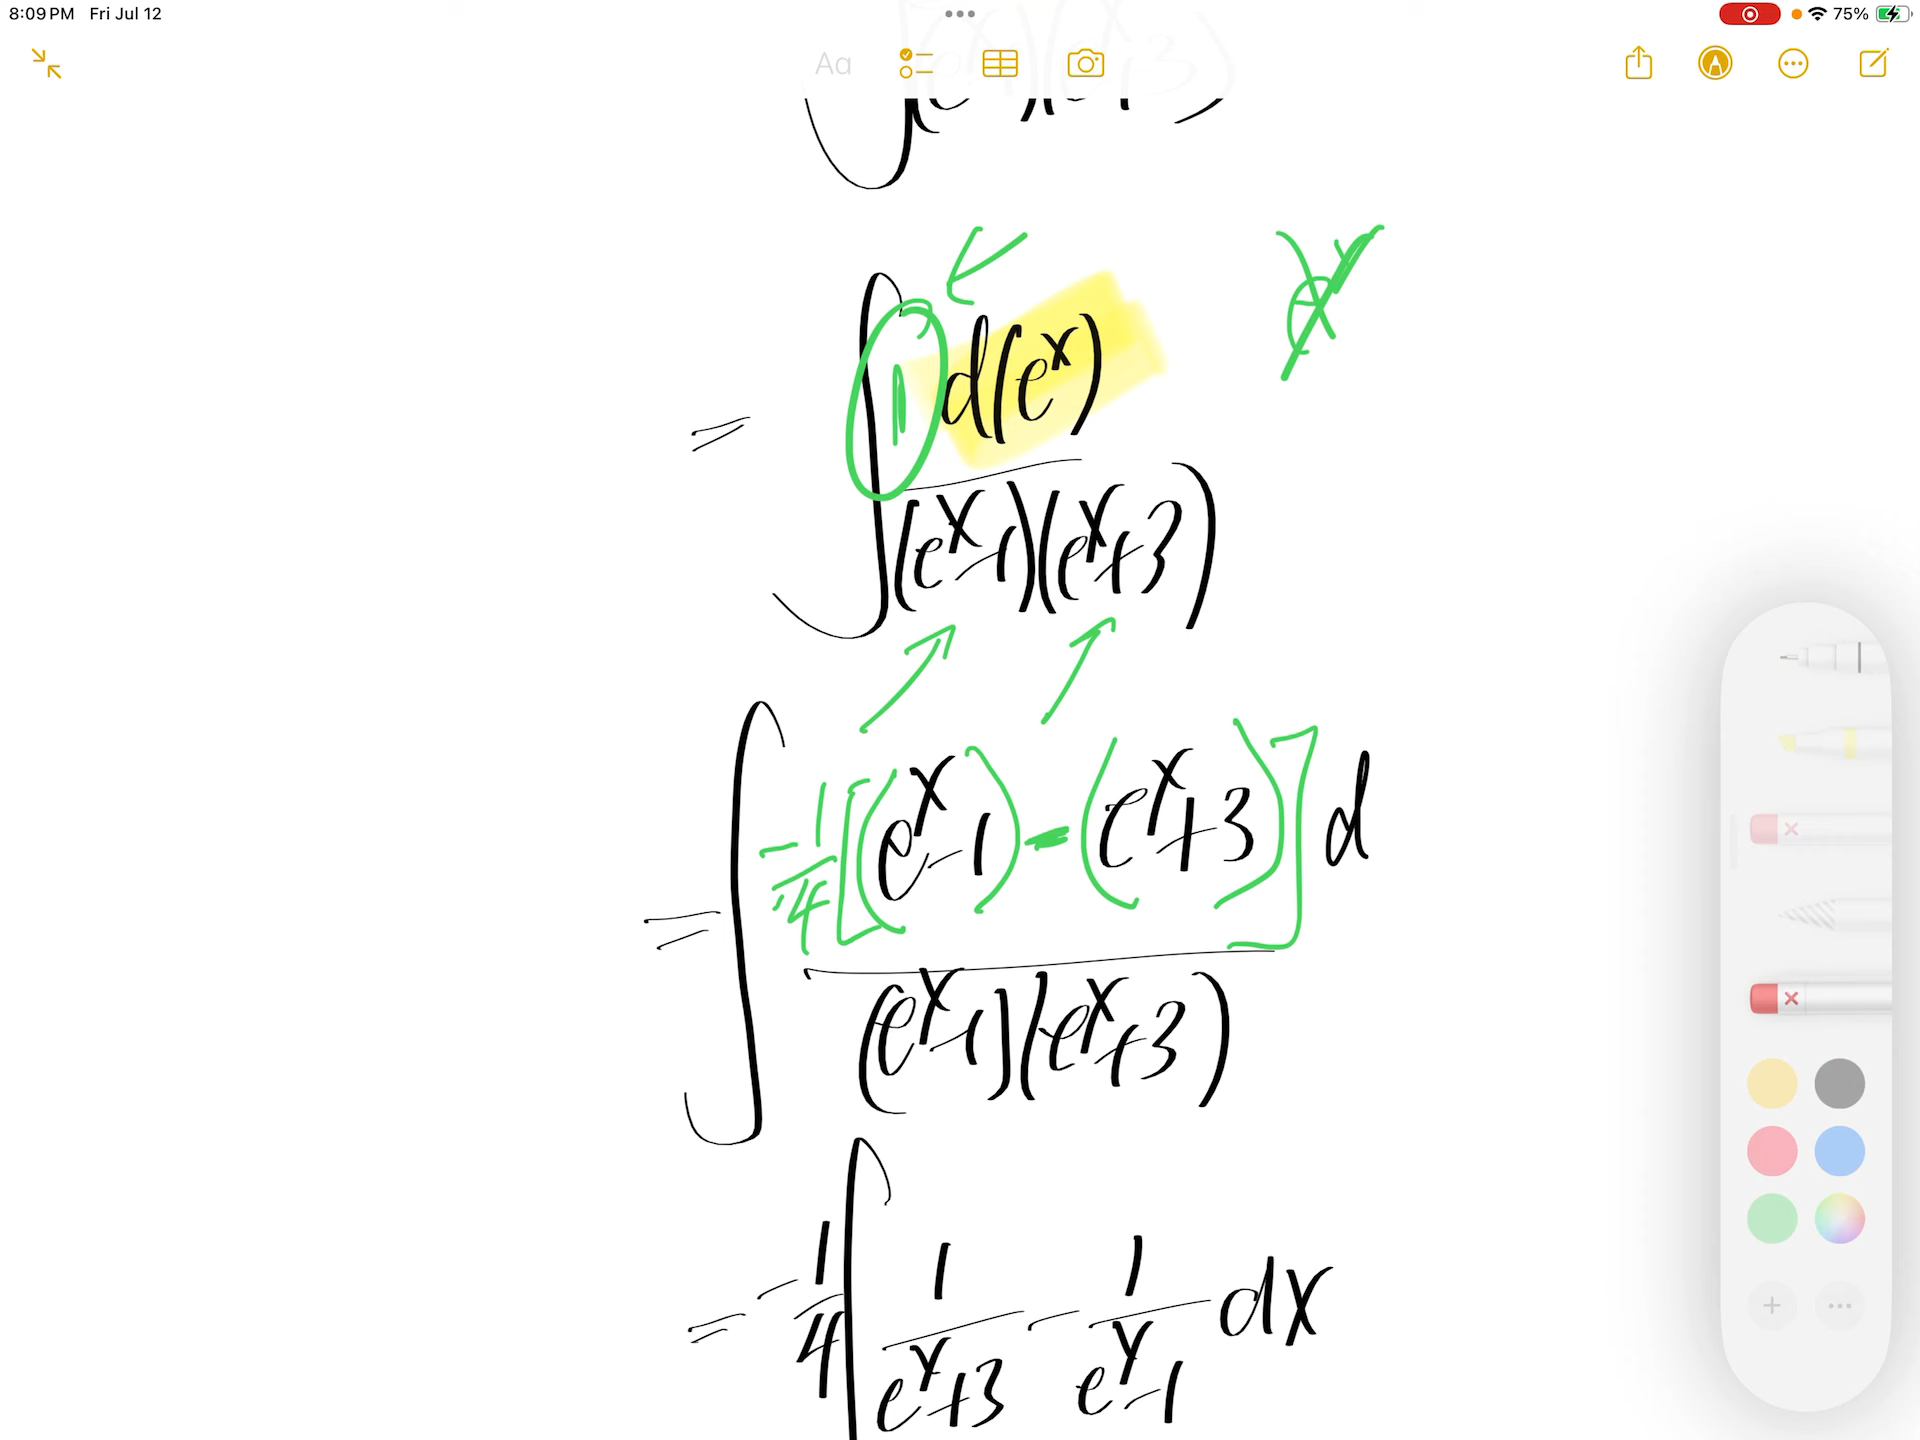 8:09 PM Fri Jul 12 75%
Aa
= ∫ 1 d(e^x) / (e^x-1)(e^x+3)
= ∫ -1/4 [(e^x-1) - (e^x+3)] d / (e^x-1)(e^x+3)
= -1/4 ∫ 1/(e^x+3) - 1/(e^x-1) dx